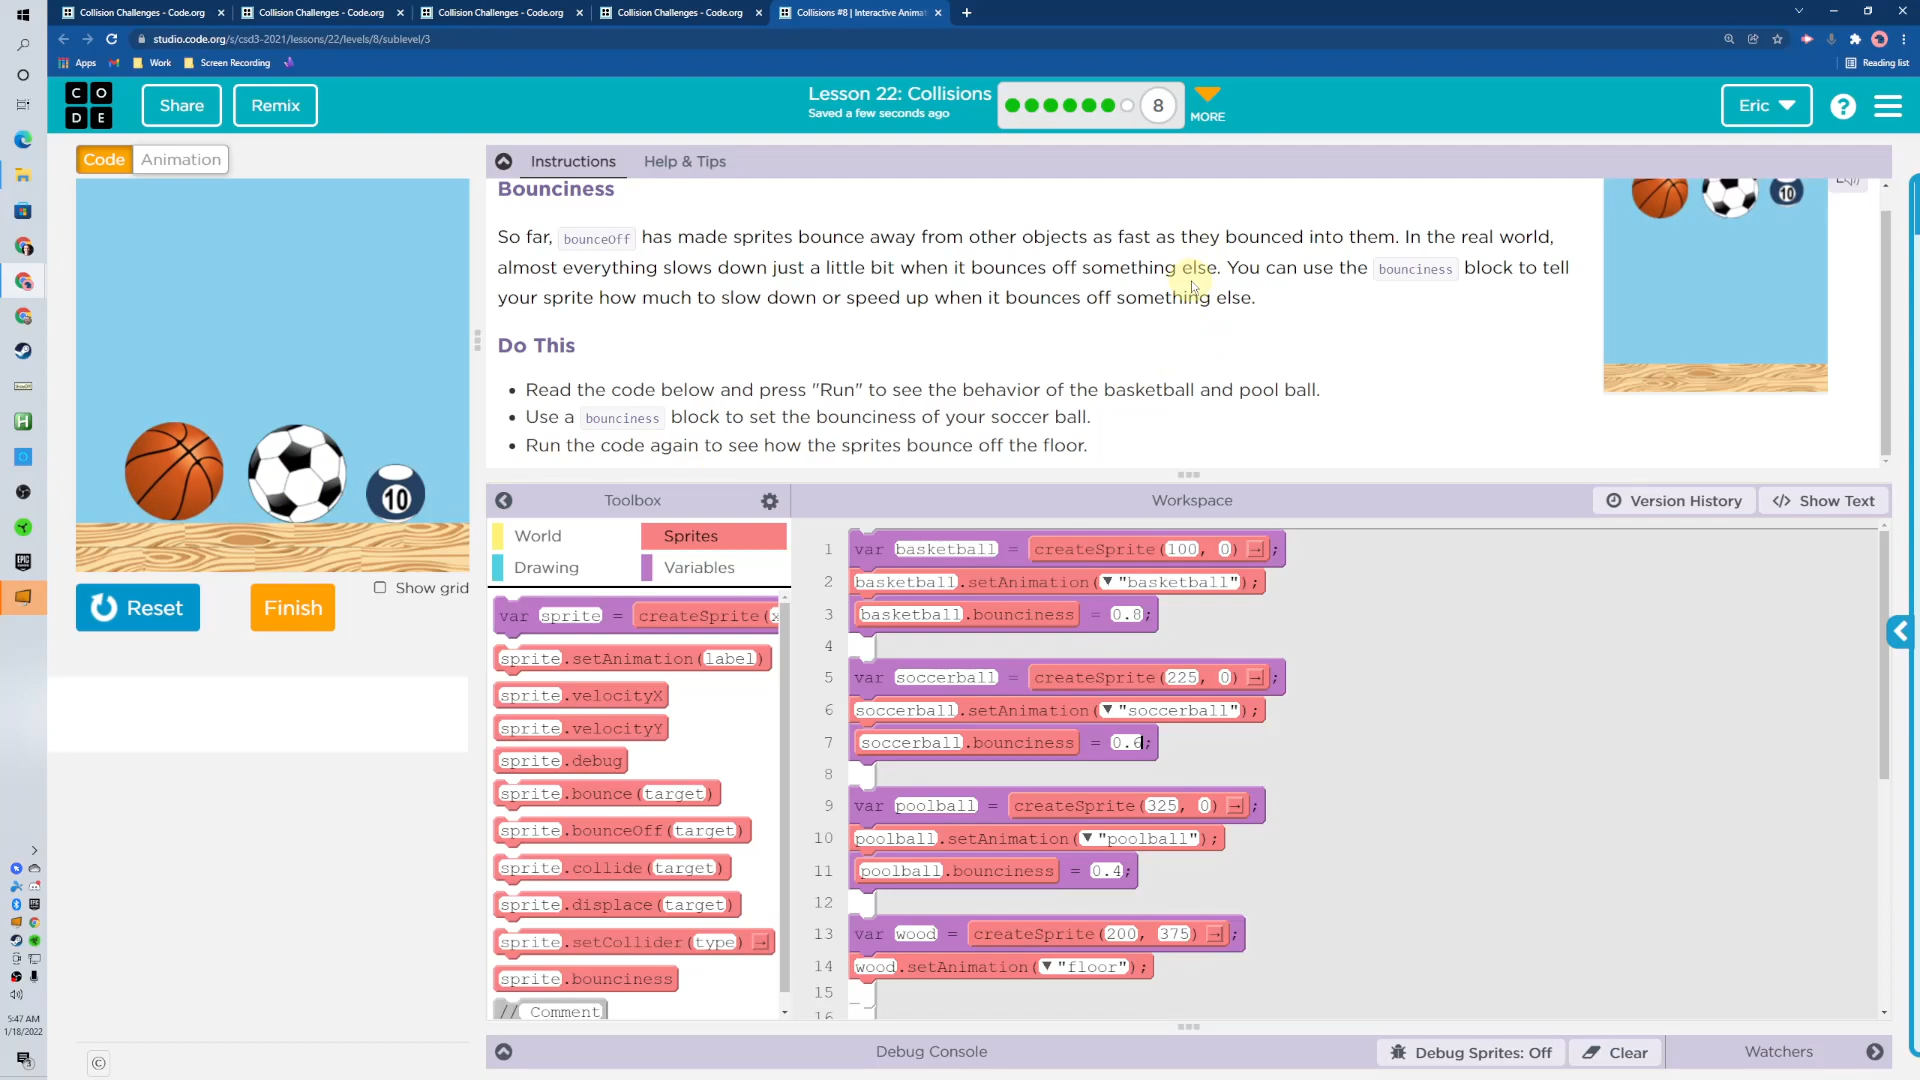 Collision Challenges - Code.org
Collision Challenges - Code.org
Collision Challenges - Code.org
Collision Challenges - Code.org
Collisions #8 | Interactive Animat
studio.code.org/s/csd3-2021/lessons/22/levels/8/sublevel/3
Apps
Work
Screen Recording
Reading list
C O
D E
Share
Remix
Lesson 22: Collisions
Saved a few seconds ago
8
MORE
Eric
?
Code
Animation
Instructions
Help & Tips
Bounciness
So far, bounceOff has made sprites bounce away from other objects as fast as they bounced into them. In the real world,
almost everything slows down just a little bit when it bounces off something else. You can use the bounciness block to tell
your sprite how much to slow down or speed up when it bounces off something else.
Do This
• Read the code below and press "Run" to see the behavior of the basketball and pool ball.
• Use a bounciness block to set the bounciness of your soccer ball.
• Run the code again to see how the sprites bounce off the floor.
10
10
Show grid
Reset
Finish
Toolbox
World
Sprites
Drawing
Variables
var sprite = createSprite(x
sprite.setAnimation(label)
sprite.velocityX
sprite.velocityY
sprite.debug
sprite.bounce(target)
sprite.bounceOff(target)
sprite.collide(target)
sprite.displace(target)
sprite.setCollider(type)
sprite.bounciness
// Comment
Workspace
Version History
</> Show Text
1 var basketball = createSprite(100, 0) ;
2 basketball.setAnimation(▼"basketball");
3 basketball.bounciness = 0.8;
4
5 var soccerball = createSprite(225, 0) ;
6 soccerball.setAnimation(▼"soccerball");
7 soccerball.bounciness = 0.6;
8
9 var poolball = createSprite(325, 0) ;
10 poolball.setAnimation(▼"poolball");
11 poolball.bounciness = 0.4;
12
13 var wood = createSprite(200, 375) ;
14 wood.setAnimation(▼"floor");
15
16
Debug Console
Debug Sprites: Off
Clear
Watchers
5:47 AM
1/18/2022
©